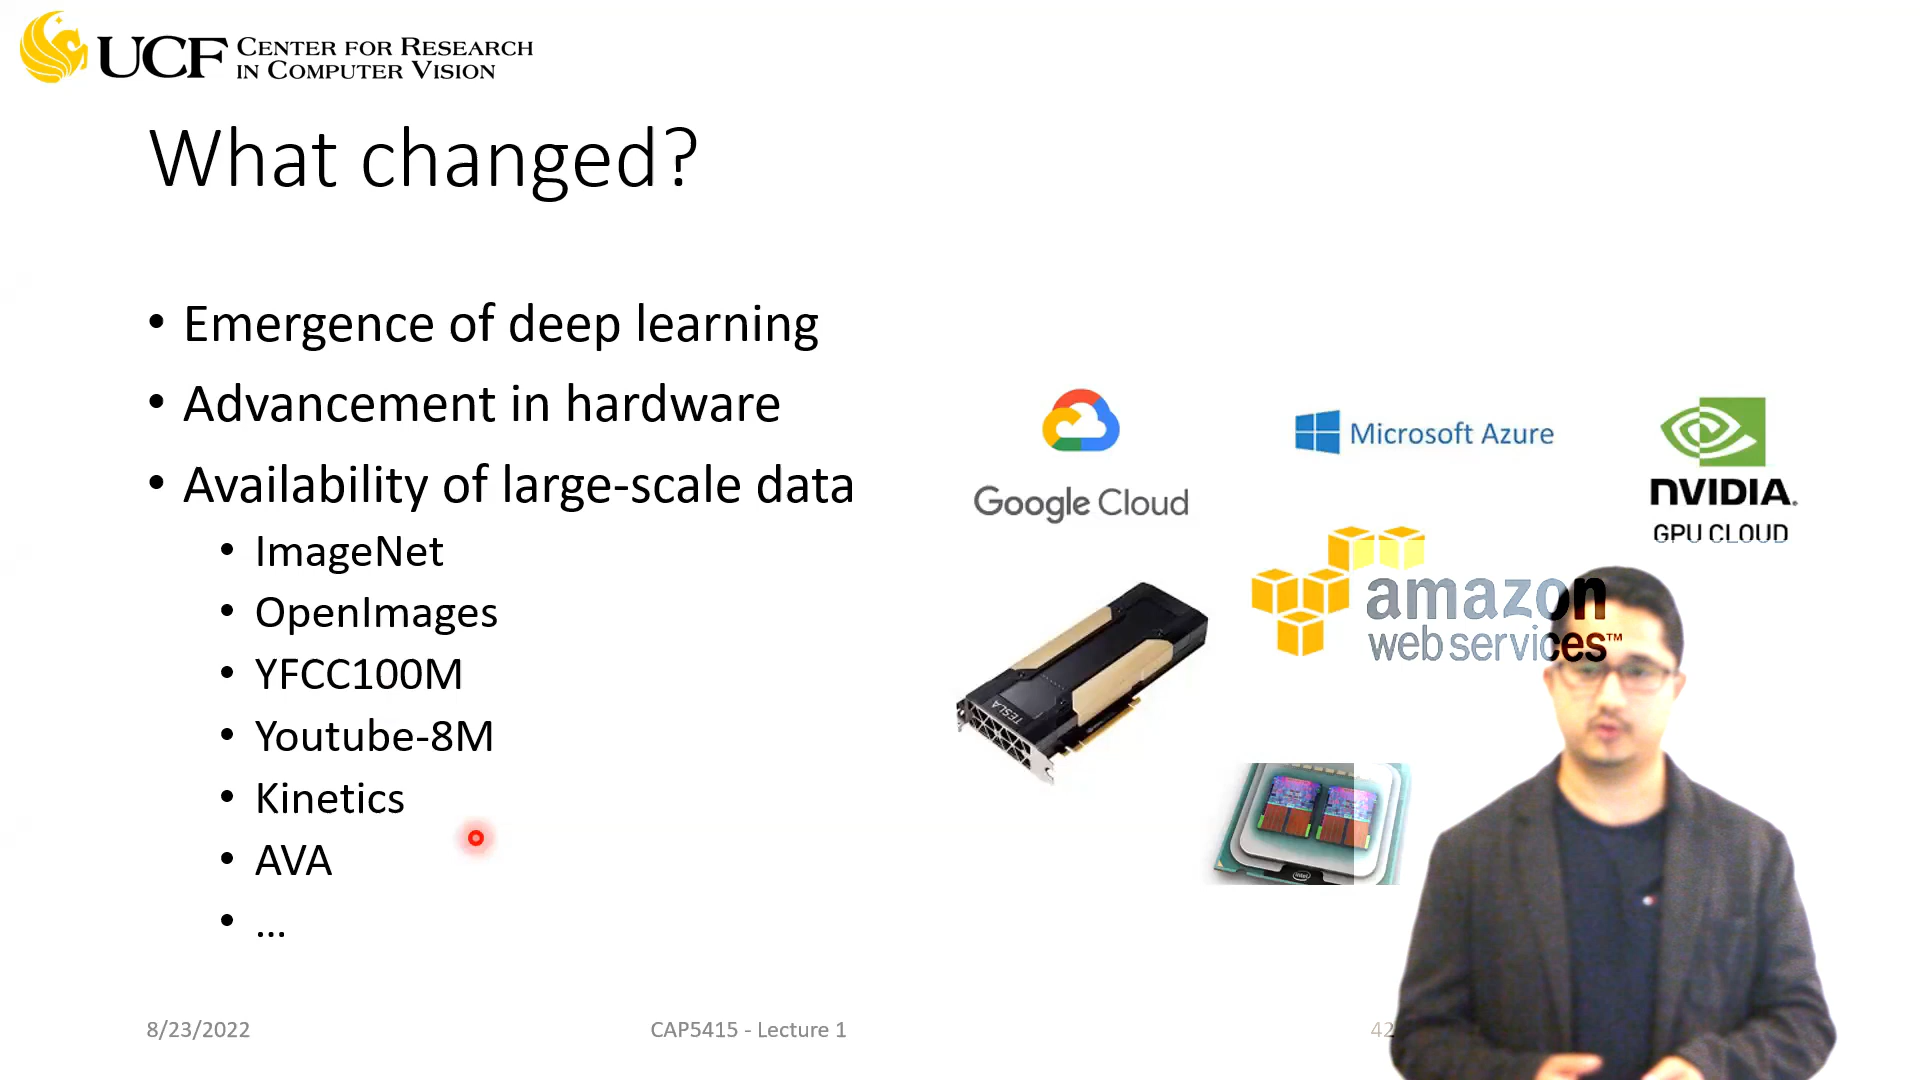 UCF CENTER FOR RESEARCH
IN COMPUTER VISION
What changed?
• Emergence of deep learning
• Advancement in hardware
• Availability of large-scale data
• ImageNet
• OpenImages
• YFCC100M
• Youtube-8M
• Kinetics
• AVA
• ...
Google Cloud
Microsoft Azure
NVIDIA.
GPU CLOUD
amazon
web services™
TESLA
intel
8/23/2022
CAP5415 - Lecture 1
42